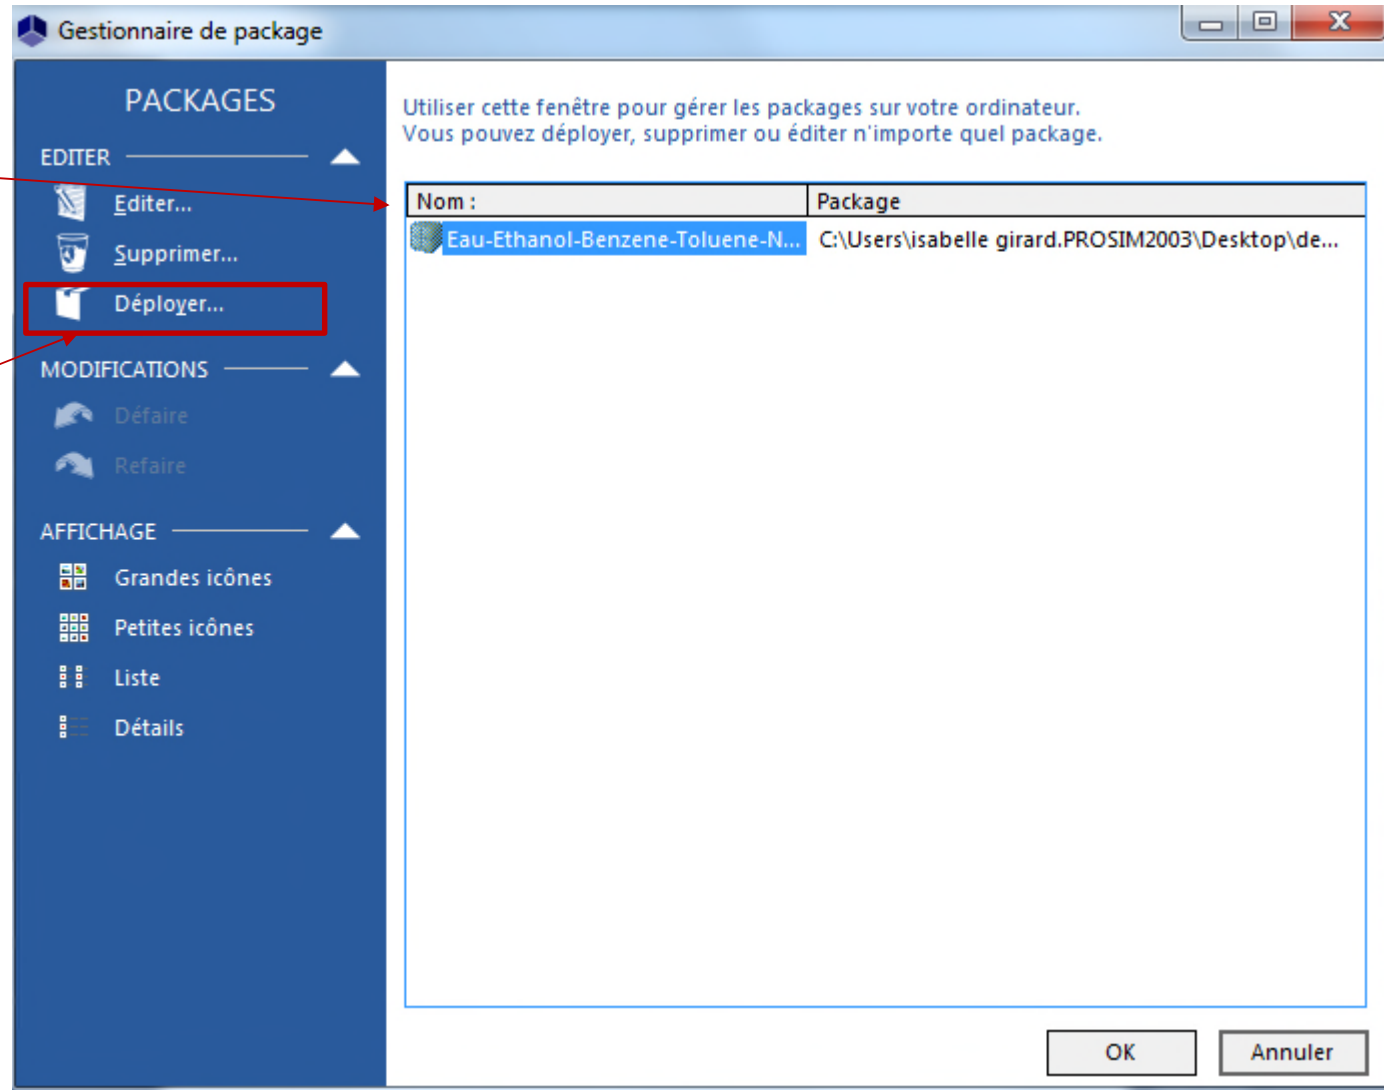 Gestionnaire de package
PACKAGES
EDITER
Editer...
Supprimer...
Déployer...
MODIFICATIONS
Défaire
Refaire
AFFICHAGE
Grandes icônes
Petites icônes
Liste
Détails
Utiliser cette fenêtre pour gérer les packages sur votre ordinateur.
Vous pouvez déployer, supprimer ou éditer n'importe quel package.
Nom : Package
Eau-Ethanol-Benzene-Toluene-N... C:\Users\isabelle girard.PROSIM2003\Desktop\de...
OK Annuler